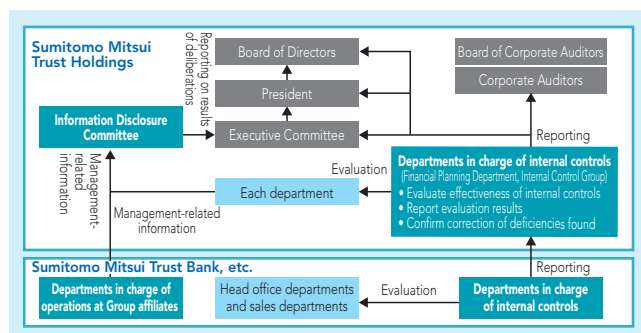 Sumitomo Mitsui
Trust Holdings
Reporting on results
of deliberations
Board of Directors
President
Executive Committee
Board of Corporate Auditors
Corporate Auditors
Information Disclosure
Committee
Reporting
Management-
related
information
Evaluation
Each department
Management-related
information
Departments in charge of internal controls
(Financial Planning Department, Internal Control Group)
• Evaluate effectiveness of internal controls
• Report evaluation results
• Confirm correction of deficiencies found
Sumitomo Mitsui Trust Bank, etc.
Reporting
Departments in charge of
operations at Group affiliates
Head office departments
and sales departments
Evaluation
Departments in charge
of internal controls